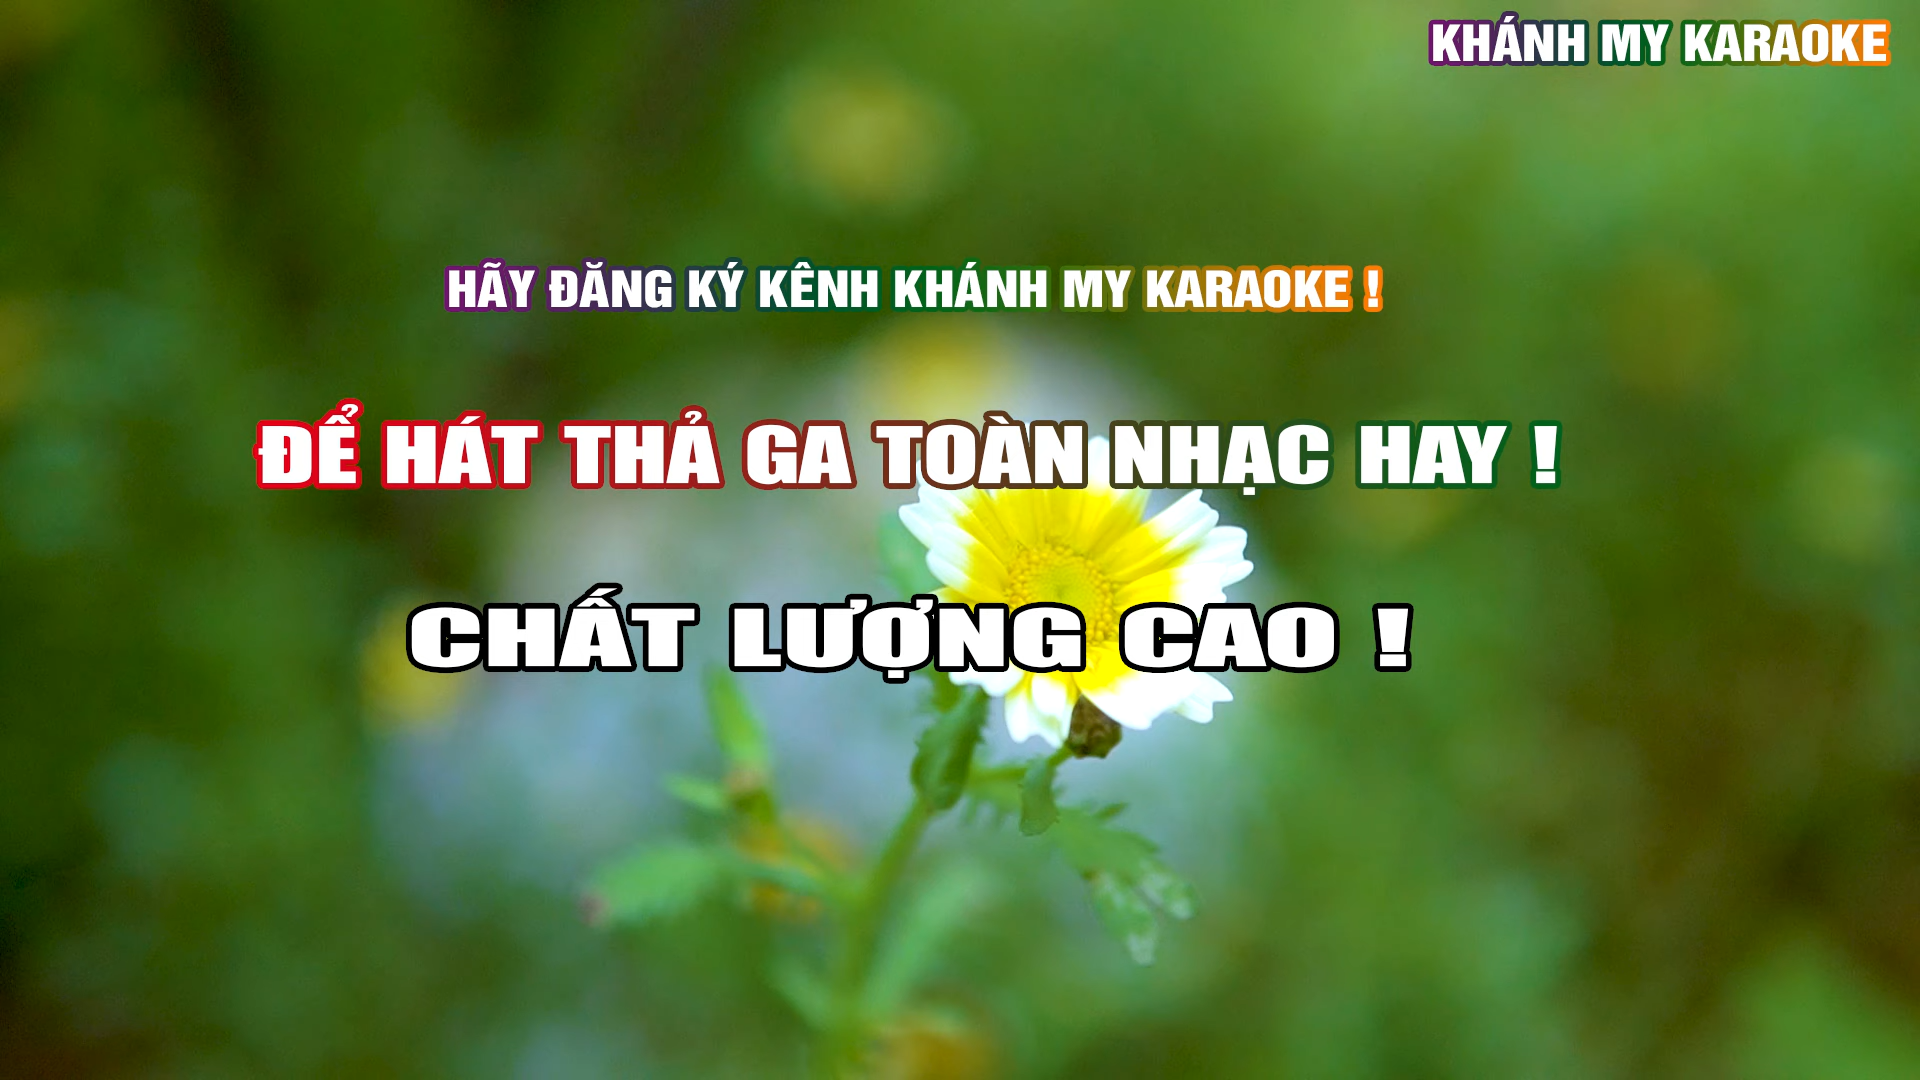 KHÁNH MY KARAOKE
HÃY ĐĂNG KÝ KÊNH KHÁNH MY KARAOKE !
ĐỂ HÁT THẢ GA TOÀN NHẠC HAY !
CHẤT LƯỢNG CAO !